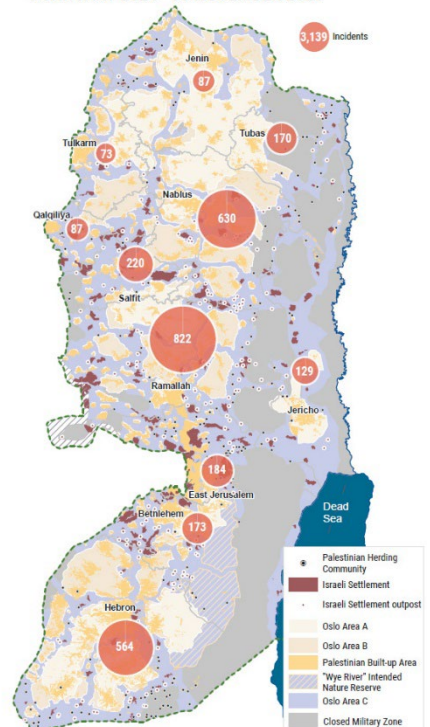 3,139 Incidents
Jenin
87
Tubas
170
Tulkarm
73
Nablus
630
Qalqiliya
87
220
Salfit
822
Ramallah
129
Jericho
184
East Jerusalem
Bethlehem
173
Dead
Sea
Hebron
564
Palestinian Herding
Community
Israeli Settlement
Israeli Settlement outpost
Oslo Area A
Oslo Area B
Palestinian Built-up Area
"Wye River" Intended
Nature Reserve
Oslo Area C
Closed Military Zone